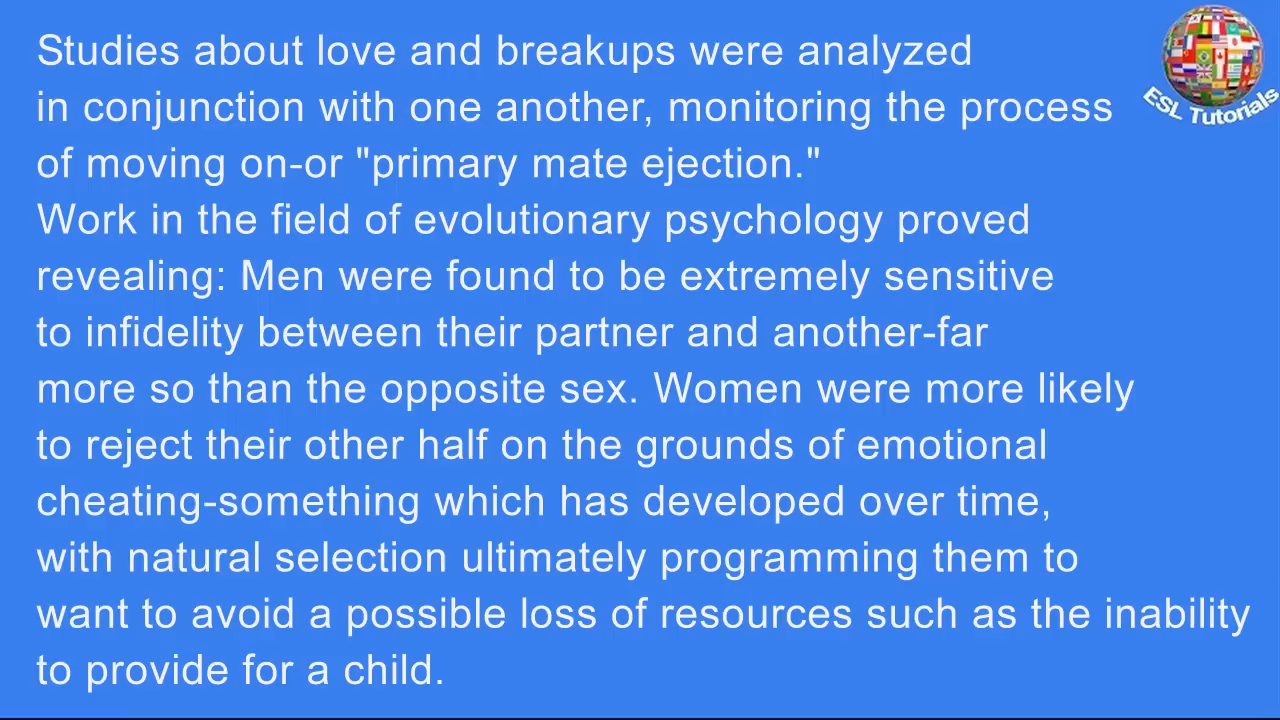 Studies about love and breakups were analyzed
in conjunction with one another, monitoring the process
of moving on-or "primary mate ejection."
Work in the field of evolutionary psychology proved
revealing: Men were found to be extremely sensitive
to infidelity between their partner and another-far
more so than the opposite sex. Women were more likely
to reject their other half on the grounds of emotional
cheating-something which has developed over time,
with natural selection ultimately programming them to
want to avoid a possible loss of resources such as the inability
to provide for a child.
ESL Tutorials